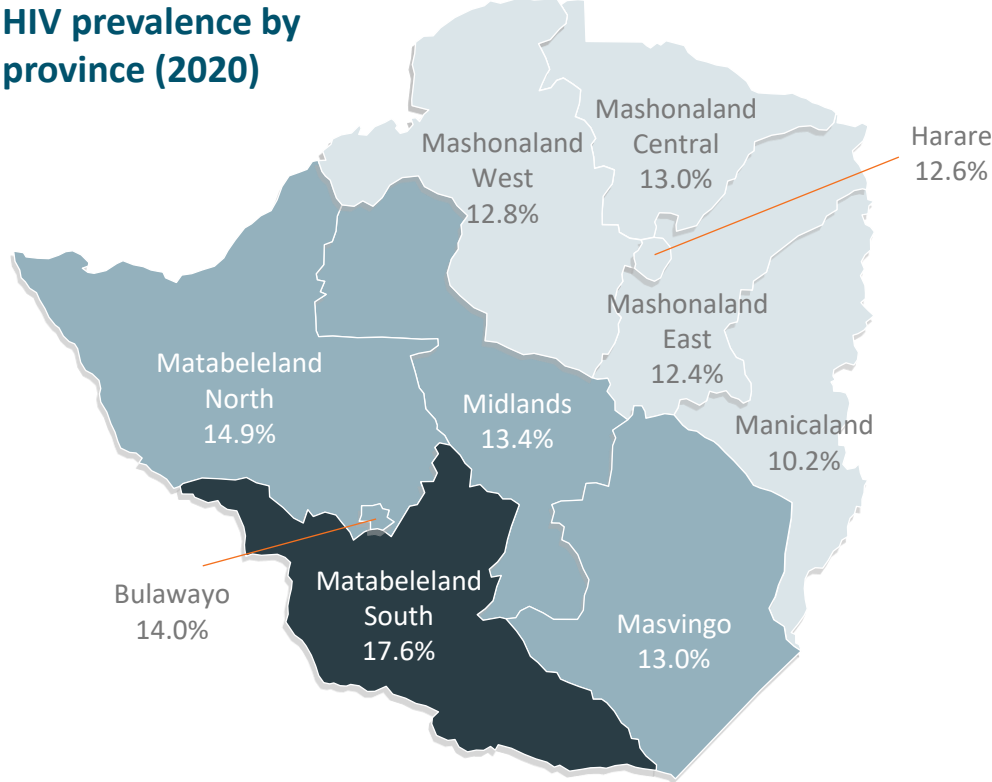 HIV prevalence by
province (2020)
Mashonaland
Central
13.0%
Harare
12.6%
Mashonaland
West
12.8%
Mashonaland
East
12.4%
Matabeleland
North
14.9%
Midlands
13.4%
Manicaland
10.2%
Bulawayo
14.0%
Matabeleland
South
17.6%
Masvingo
13.0%